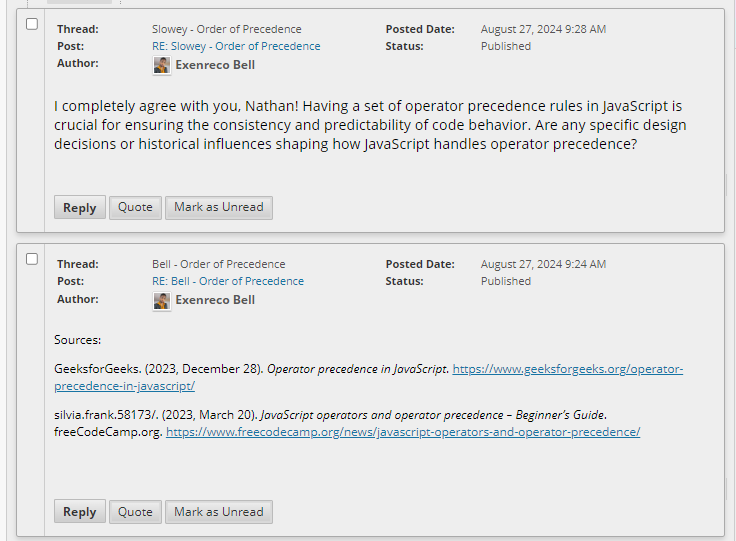 Thread: Slowey - Order of Precedence Posted Date: August 27, 2024 9:28 AM
Post: RE: Slowey - Order of Precedence Status: Published
Author: Exenreco Bell
I completely agree with you, Nathan! Having a set of operator precedence rules in JavaScript is
crucial for ensuring the consistency and predictability of code behavior. Are any specific design
decisions or historical influences shaping how JavaScript handles operator precedence?
Reply Quote Mark as Unread
Thread: Bell - Order of Precedence Posted Date: August 27, 2024 9:24 AM
Post: RE: Bell - Order of Precedence Status: Published
Author: Exenreco Bell
Sources:
GeeksforGeeks. (2023, December 28). Operator precedence in JavaScript. https://www.geeksforgeeks.org/operator-
precedence-in-javascript/
silvia.frank.58173/. (2023, March 20). JavaScript operators and operator precedence – Beginner's Guide.
freeCodeCamp.org. https://www.freecodecamp.org/news/javascript-operators-and-operator-precedence/
Reply Quote Mark as Unread